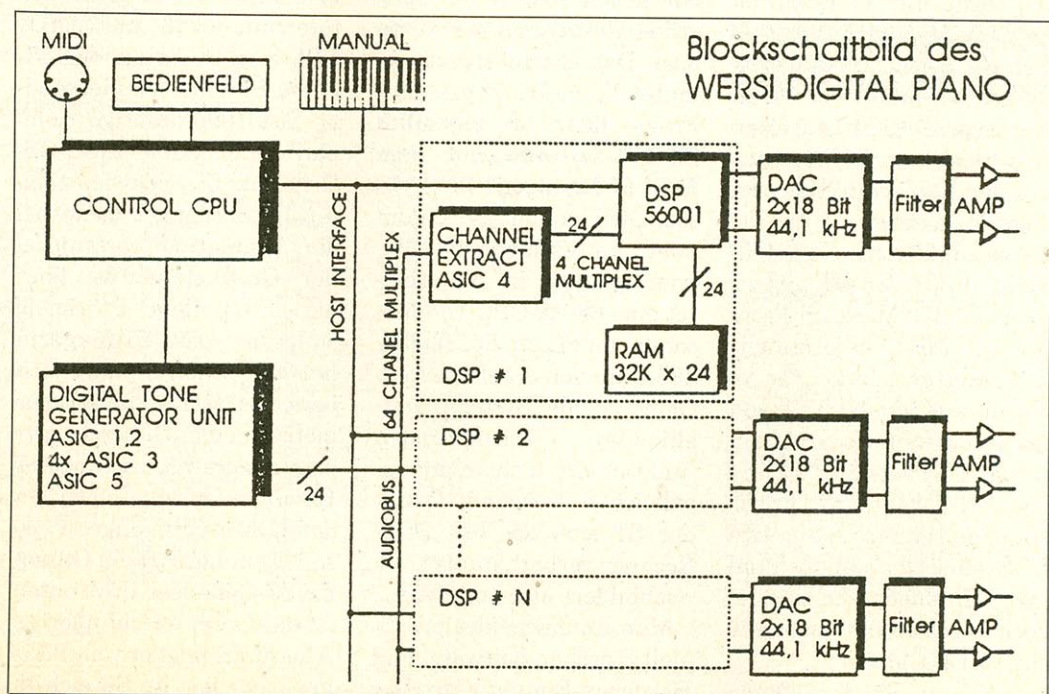 MIDI
BEDIENFELD
MANUAL
Blockschaltbild des
WERSI DIGITAL PIANO
CONTROL CPU
HOST INTERFACE
AUDIOBUS 64 CHANNEL MULTIPLEX
DIGITAL TONE
GENERATOR UNIT
ASIC 1,2
4x ASIC 3
ASIC 5
24
CHANNEL
EXTRACT
ASIC 4
24
4 CHANEL
MULTIPLEX
DSP
56001
24
RAM
32K x 24
DSP # 1
DAC
2x18 Bit
44,1 kHz
Filter
AMP
DSP # 2
DAC
2x18 Bit
44,1 kHz
Filter
AMP
DSP # N
DAC
2x18 Bit
44,1 kHz
Filter
AMP